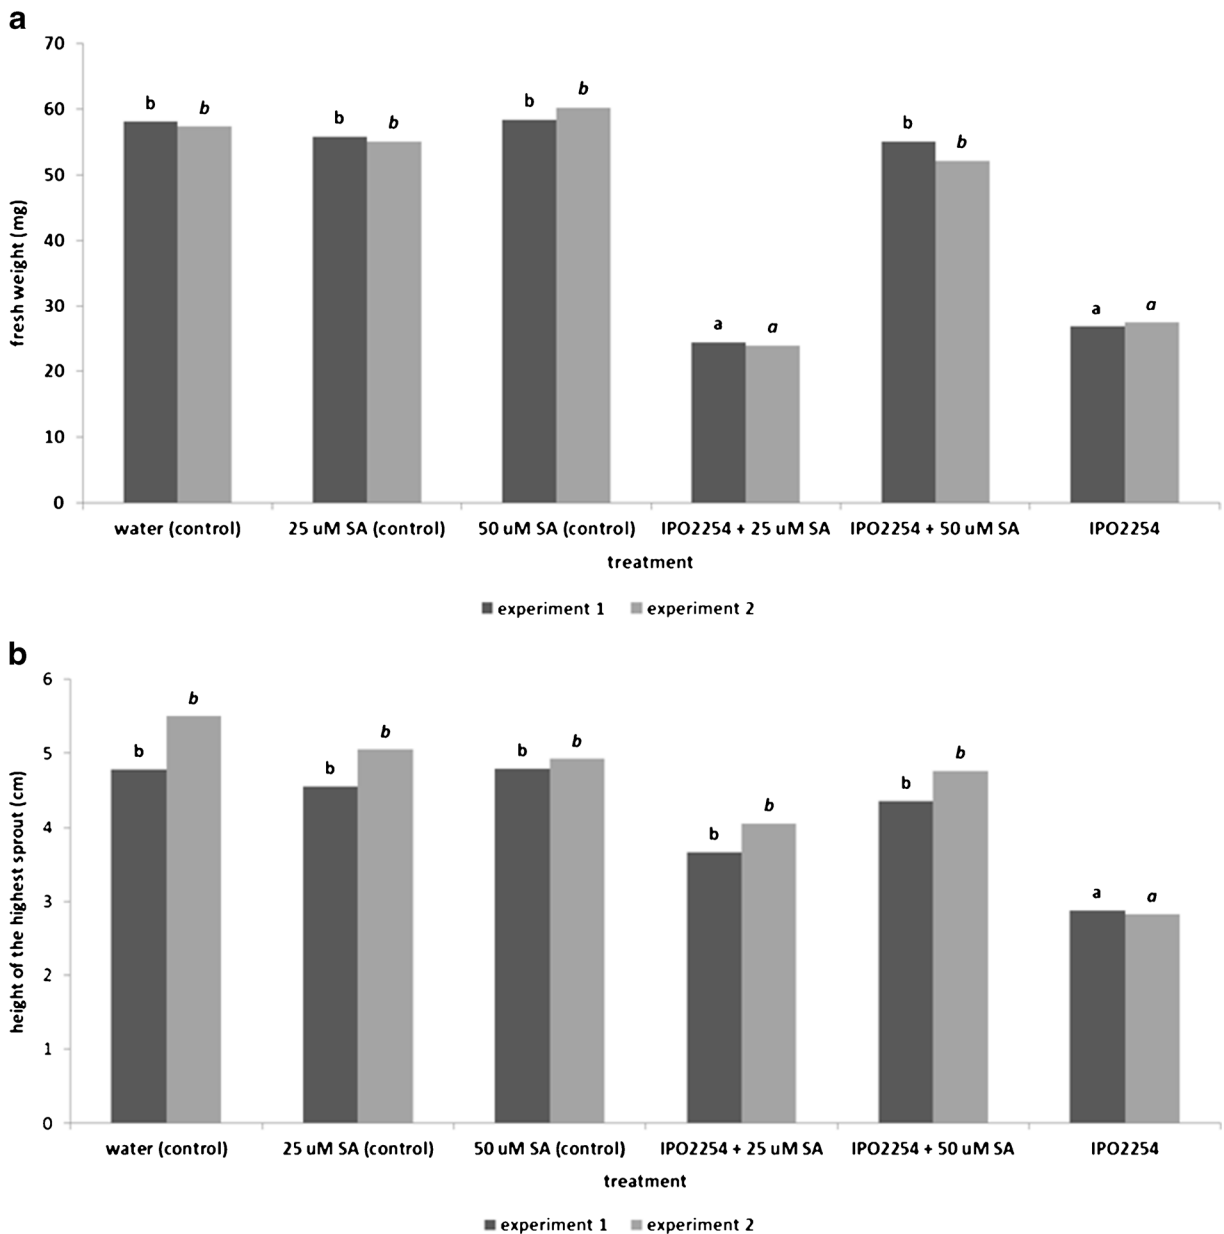 a
70
60
50
40
30
20
10
0
fresh weight (mg)
b b b b b b a a b b a a
water (control) 25 uM SA (control) 50 uM SA (control) IPO2254 + 25 uM SA IPO2254 + 50 uM SA IPO2254
treatment
experiment 1 experiment 2
b
6
5
4
3
2
1
0
height of the highest sprout (cm)
b b b b b b b b b b a a
water (control) 25 uM SA (control) 50 uM SA (control) IPO2254 + 25 uM SA IPO2254 + 50 uM SA IPO2254
treatment
experiment 1 experiment 2